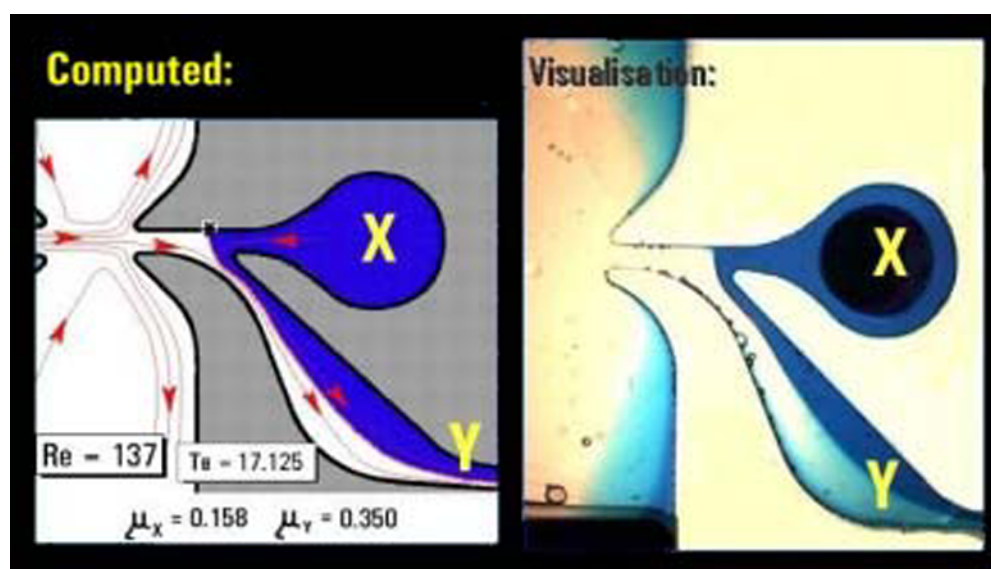 Computed:
Visualisation:
X
Y
Re = 137
Te = 17.125
μX = 0.158 μY = 0.350
X
Y